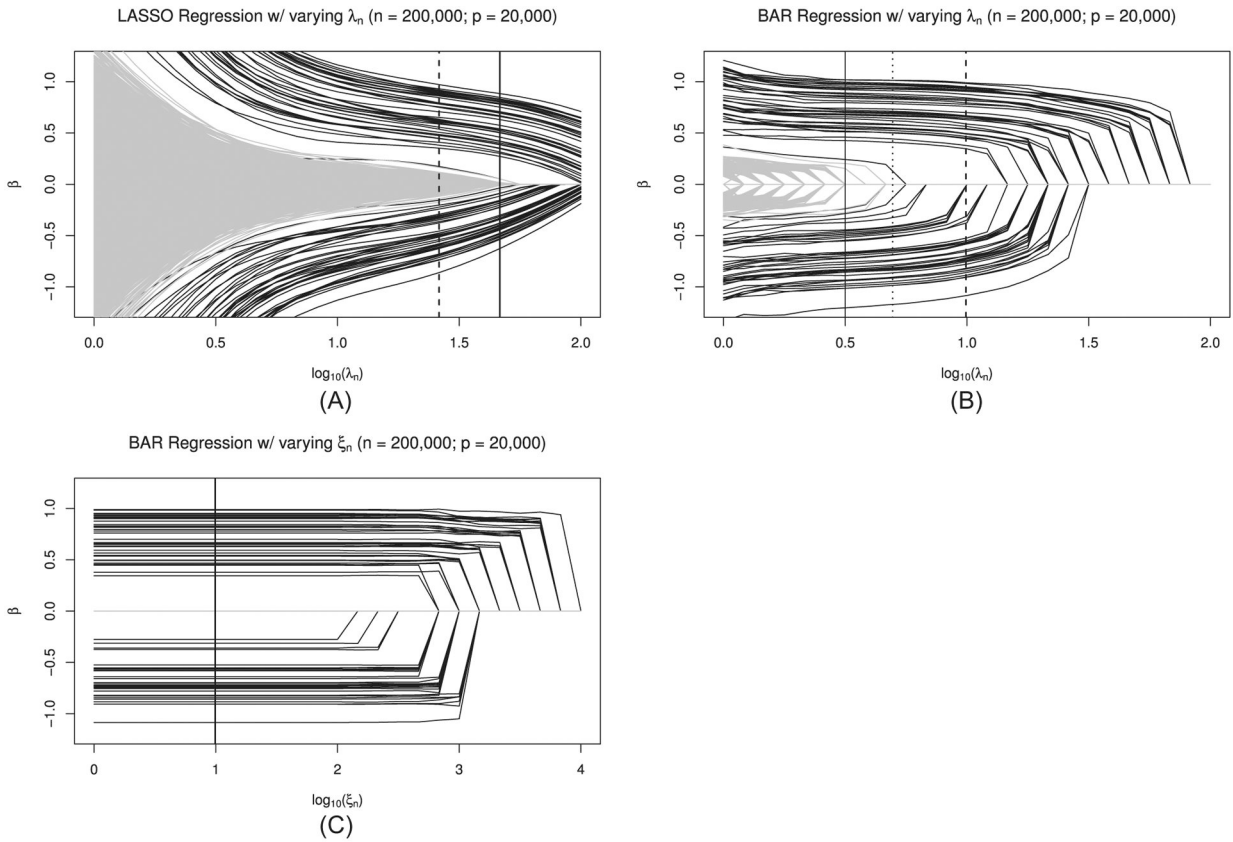 LASSO Regression w/ varying λₙ (n = 200,000; p = 20,000)
β
1.0
0.5
0.0
−0.5
−1.0
0.0 0.5 1.0 1.5 2.0
log₁₀(λₙ)
(A)
BAR Regression w/ varying λₙ (n = 200,000; p = 20,000)
β
1.0
0.5
0.0
−0.5
−1.0
0.0 0.5 1.0 1.5 2.0
log₁₀(λₙ)
(B)
BAR Regression w/ varying ξₙ (n = 200,000; p = 20,000)
β
1.0
0.5
0.0
−0.5
−1.0
0 1 2 3 4
log₁₀(ξₙ)
(C)